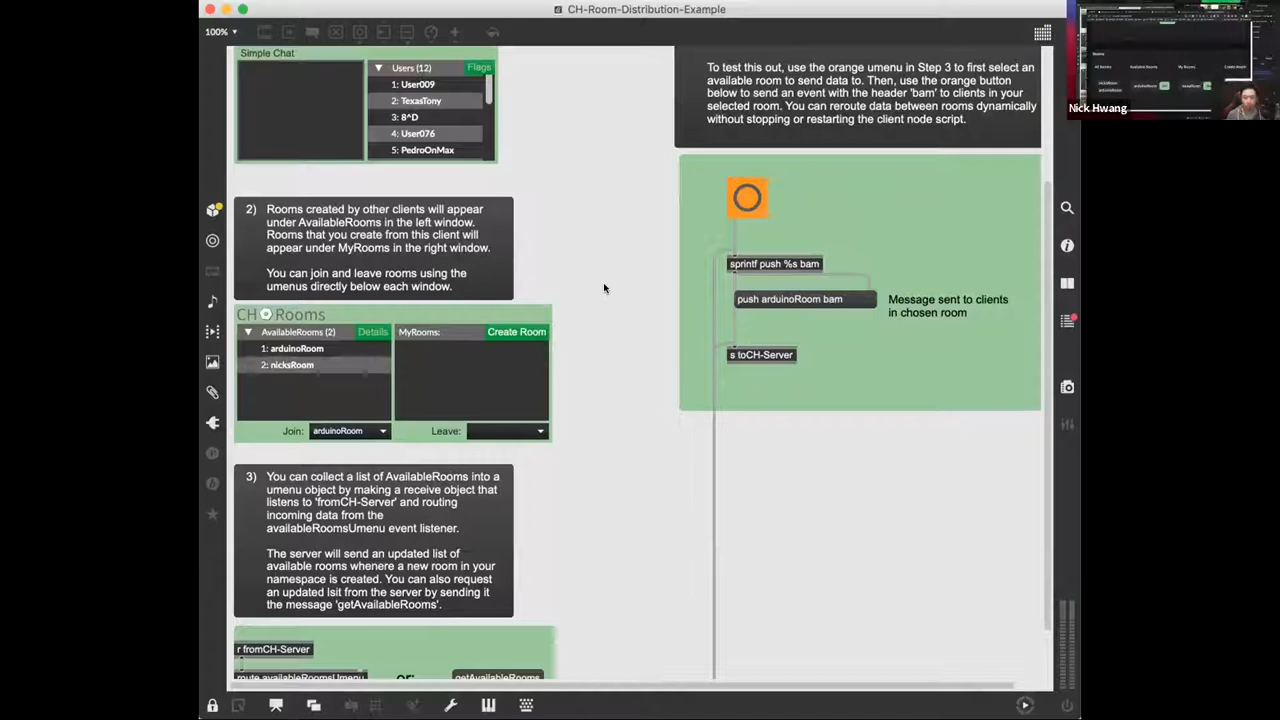 CH-Room-Distribution-Example
100%
Simple Chat
Users (12)
Flags
1: User009
2: TexasTony
3: 8^D
4: User076
5: PedroOnMax
2) Rooms created by other clients will appear
under AvailableRooms in the left window.
Rooms that you create from this client will
appear under MyRooms in the right window.
You can join and leave rooms using the
umenus directly below each window.
CH Rooms
AvailableRooms (2)
Details
MyRooms:
Create Room
1: arduinoRoom
2: nicksRoom
Join:
arduinoRoom
Leave:
3) You can collect a list of AvailableRooms into a
umenu object by making a receive object that
listens to 'fromCH-Server' and routing
incoming data from the
availableRoomsUmenu event listener.
The server will send an updated list of
available rooms whenere a new room in your
namespace is created. You can also request
an updated lsit from the server by sending it
the message 'getAvailableRooms'.
r fromCH-Server
route availableRoomsUmenu
or
getAvailableRooms
To test this out, use the orange umenu in Step 3 to first select an
available room to send data to. Then, use the orange button
below to send an event with the header 'bam' to clients in your
selected room. You can reroute data between rooms dynamically
without stopping or restarting the client node script.
sprintf push %s bam
push arduinoRoom bam
Message sent to clients
in chosen room
s toCH-Server
Nick Hwang